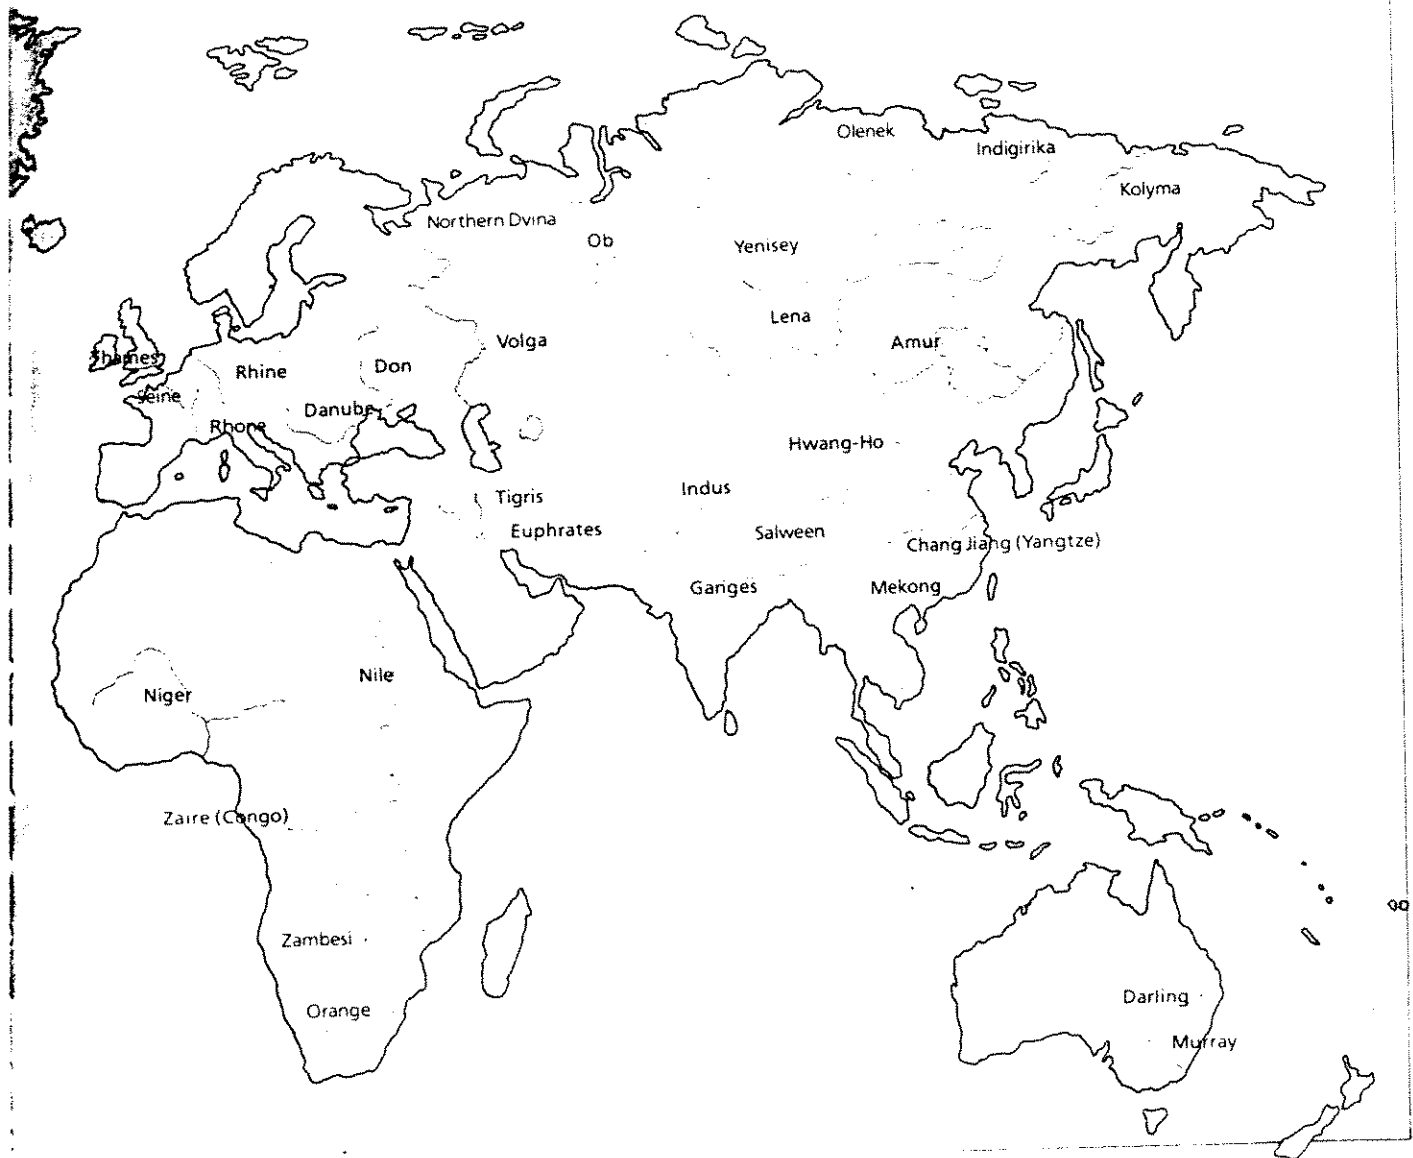 Olenek
Indigirika
Kolyma
Northern Dvina
Ob
Yenisey
Lena
Volga
Amur
Thames
Rhine
Don
Seine
Danube
Rhone
Hwang-Ho
Indus
Tigris
Euphrates
Salween
Chang Jiang (Yangtze)
Ganges
Mekong
Nile
Niger
Zaire (Congo)
Zambesi
Orange
Darling
Murray